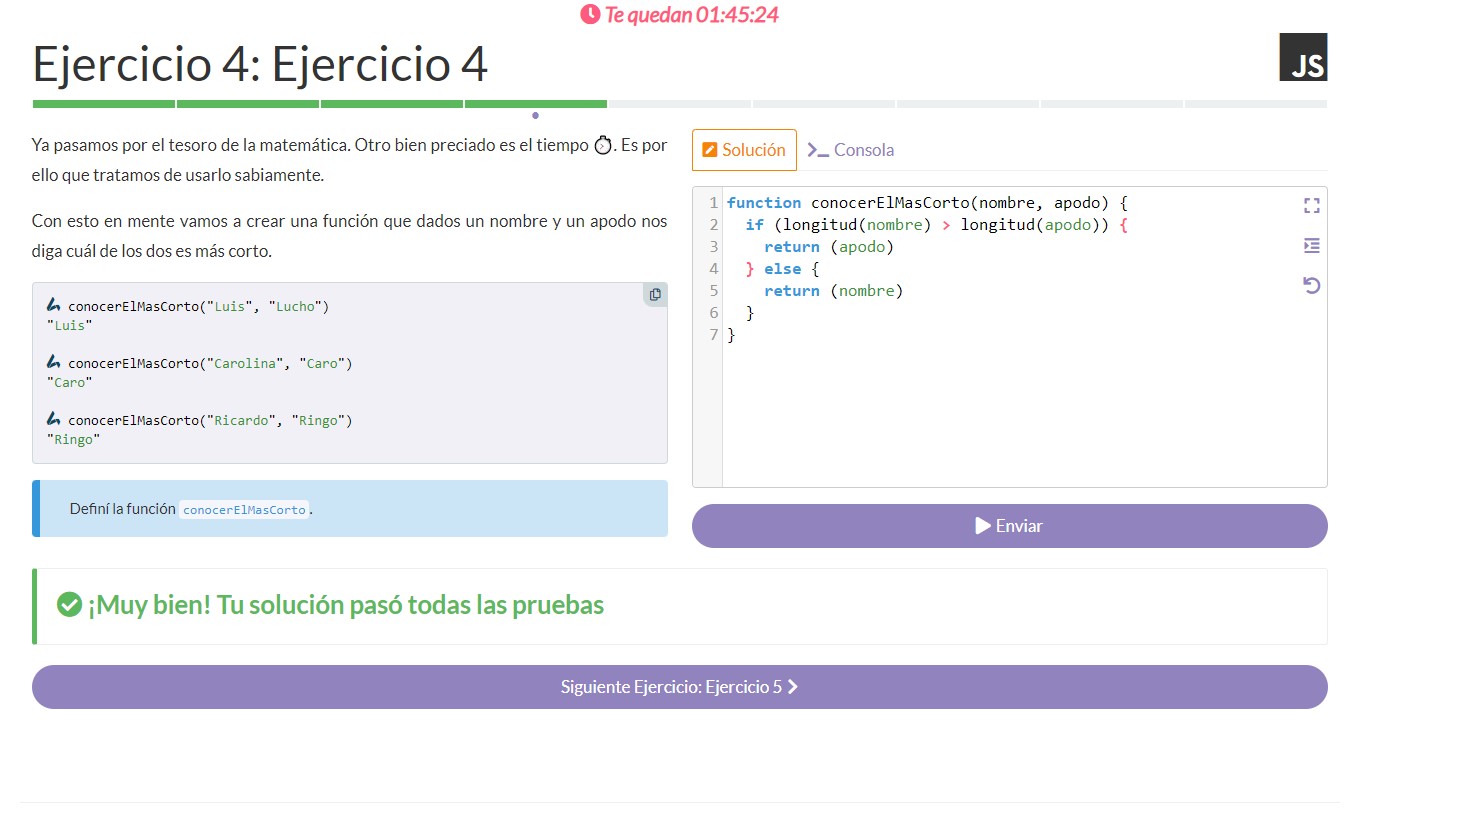 Te quedan 01:45:24
Ejercicio 4: Ejercicio 4
JS
Ya pasamos por el tesoro de la matemática. Otro bien preciado es el tiempo ⏱. Es por
ello que tratamos de usarlo sabiamente.
Con esto en mente vamos a crear una función que dados un nombre y un apodo nos
diga cuál de los dos es más corto.
conocerElMasCorto("Luis", "Lucho")
"Luis"
conocerElMasCorto("Carolina", "Caro")
"Caro"
conocerElMasCorto("Ricardo", "Ringo")
"Ringo"
Definí la función conocerElMasCorto.
Solución
Consola
1 function conocerElMasCorto(nombre, apodo) {
2   if (longitud(nombre) > longitud(apodo)) {
3     return (apodo)
4   } else {
5     return (nombre)
6   }
7 }
Enviar
¡Muy bien! Tu solución pasó todas las pruebas
Siguiente Ejercicio: Ejercicio 5